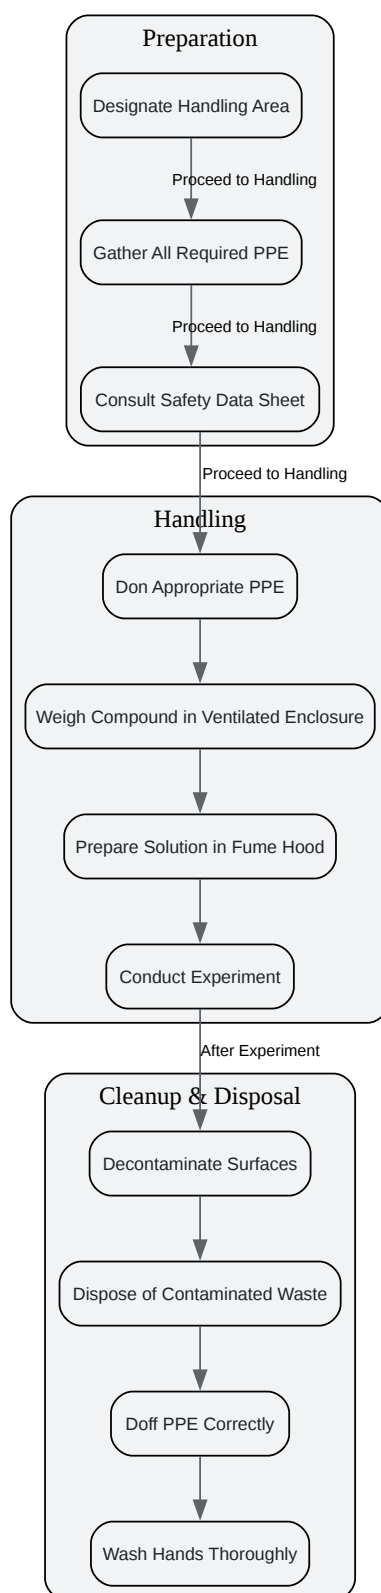 Preparation
Designate Handling Area
Proceed to Handling
Gather All Required PPE
Proceed to Handling
Consult Safety Data Sheet
Proceed to Handling
Handling
Don Appropriate PPE
Weigh Compound in Ventilated Enclosure
Prepare Solution in Fume Hood
Conduct Experiment
After Experiment
Cleanup & Disposal
Decontaminate Surfaces
Dispose of Contaminated Waste
Doff PPE Correctly
Wash Hands Thoroughly